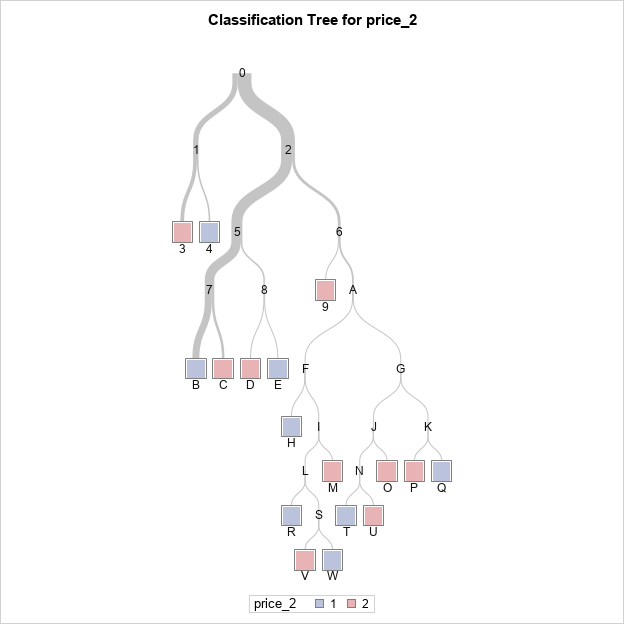 Classification Tree for price_2
0
1 2
3 4 5 6
7 8 9 A
B C D E F G
H I J K
L M N O P Q
R S T U
V W
price_2 1 2